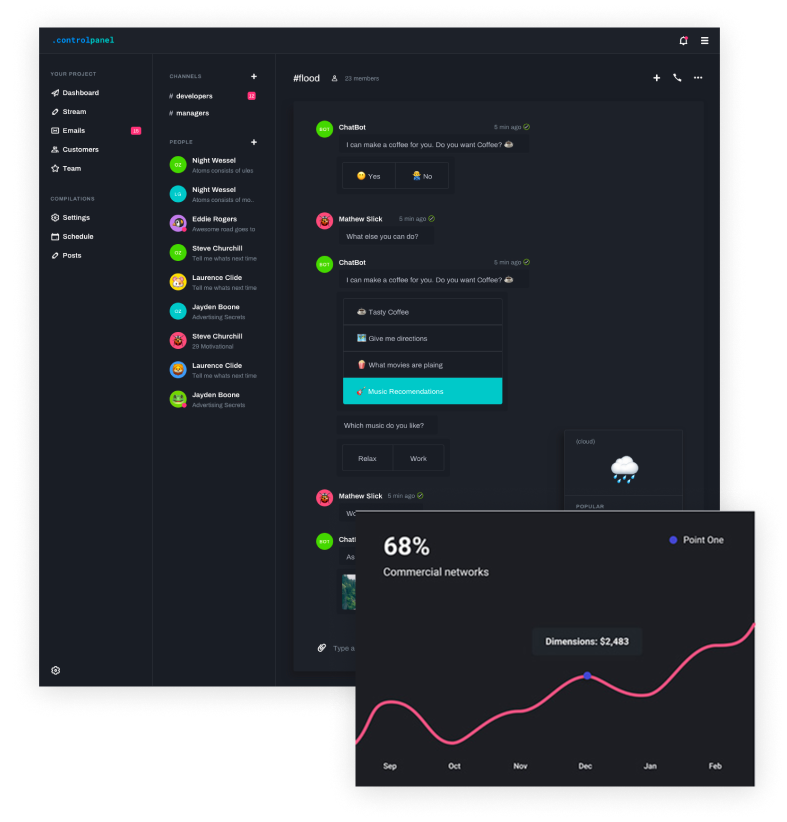 .controlpanel
YOUR PROJECT
Dashboard
Stream
Emails
Customers
Team
COMPILATIONS
Settings
Schedule
Posts
CHANNELS +
# developers 12
# managers
PEOPLE +
OZ
Night Wessel
Atoms consists of ules
LS
Night Wessel
Atoms consists of mo..
Eddie Rogers
Awesome road goes to
OZ
Steve Churchill
Tell me whats next time
Laurence Clide
Tell me whats next time
OZ
Jayden Boone
Advertising Secrets
Steve Churchill
29 Motivational
Laurence Clide
Tell me whats next time
Jayden Boone
Advertising Secrets
#flood 23 members
BOT
ChatBot 5 min ago
I can make a coffee for you. Do you want Coffee?
Yes No
Mathew Slick 5 min ago
What else you can do?
BOT
ChatBot 5 min ago
I can make a coffee for you. Do you want Coffee?
Tasty Coffee
Give me directions
What movies are plaing
Music Recomendations
Which music do you like?
Relax Work
Mathew Slick 5 min ago
Wo
BOT
Chat
As
Type a
(cloud)
POPULAR
68%
Commercial networks
Point One
Dimensions: $2,483
Sep Oct Nov Dec Jan Feb